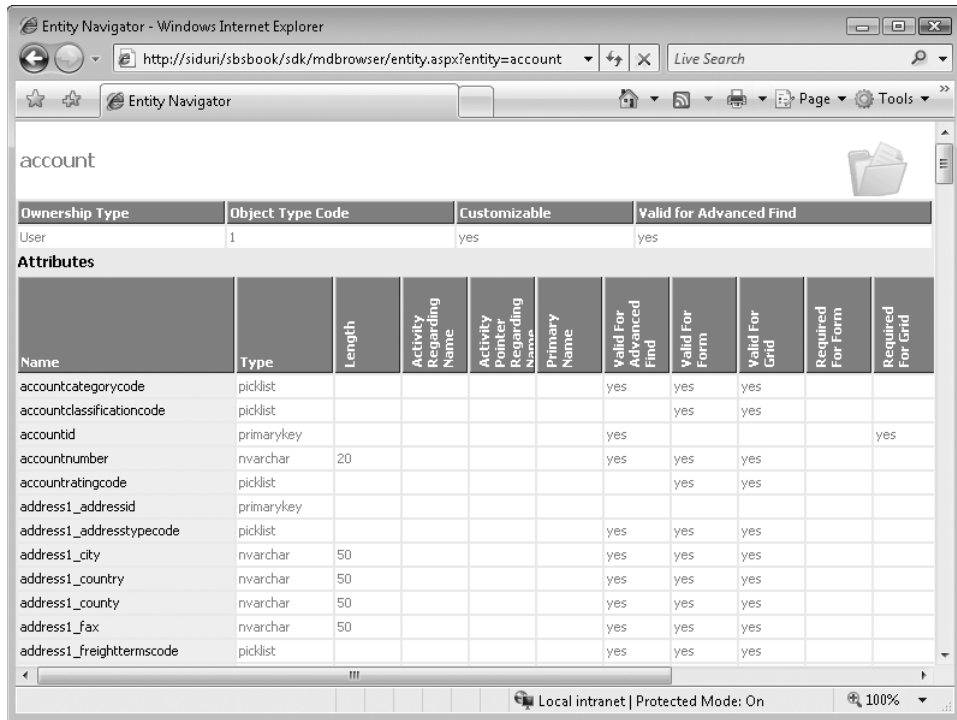 Entity Navigator - Windows Internet Explorer
http://siduri/sbsbook/sdk/mdbrowser/entity.aspx?entity=account
Live Search
Entity Navigator
Page
Tools
account
Ownership Type Object Type Code Customizable Valid for Advanced Find
User 1 yes yes
Attributes
Name Type Length Activity Regarding Name Activity Pointer Regarding Name Primary Name Valid For Advanced Find Valid For Form Valid For Grid Required For Form Required For Grid
accountcategorycode picklist yes yes yes
accountclassificationcode picklist yes yes
accountid primarykey yes yes
accountnumber nvarchar 20 yes yes yes
accountratingcode picklist yes yes
address1_addressid primarykey
address1_addresstypecode picklist yes yes yes
address1_city nvarchar 50 yes yes yes
address1_country nvarchar 50 yes yes yes
address1_county nvarchar 50 yes yes yes
address1_fax nvarchar 50 yes yes yes
address1_freighttermscode picklist yes yes yes
Local intranet | Protected Mode: On
100%